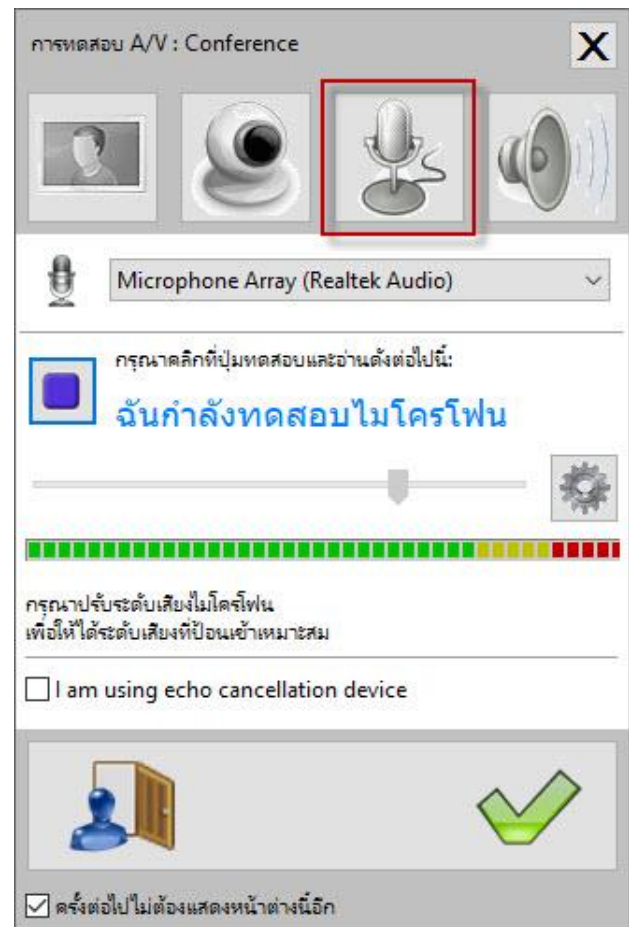 การทดสอบ A/V : Conference
X
Microphone Array (Realtek Audio)
กรุณาคลิกที่ปุ่มทดสอบและอ่านดังต่อไปนี้:
ฉันกำลังทดสอบไมโครโฟน
กรุณาปรับระดับเสียงไมโครโฟน
เพื่อให้ได้ระดับเสียงที่ป้อนเข้าเหมาะสม
I am using echo cancellation device
ครั้งต่อไปไม่ต้องแสดงหน้าต่างนี้อีก